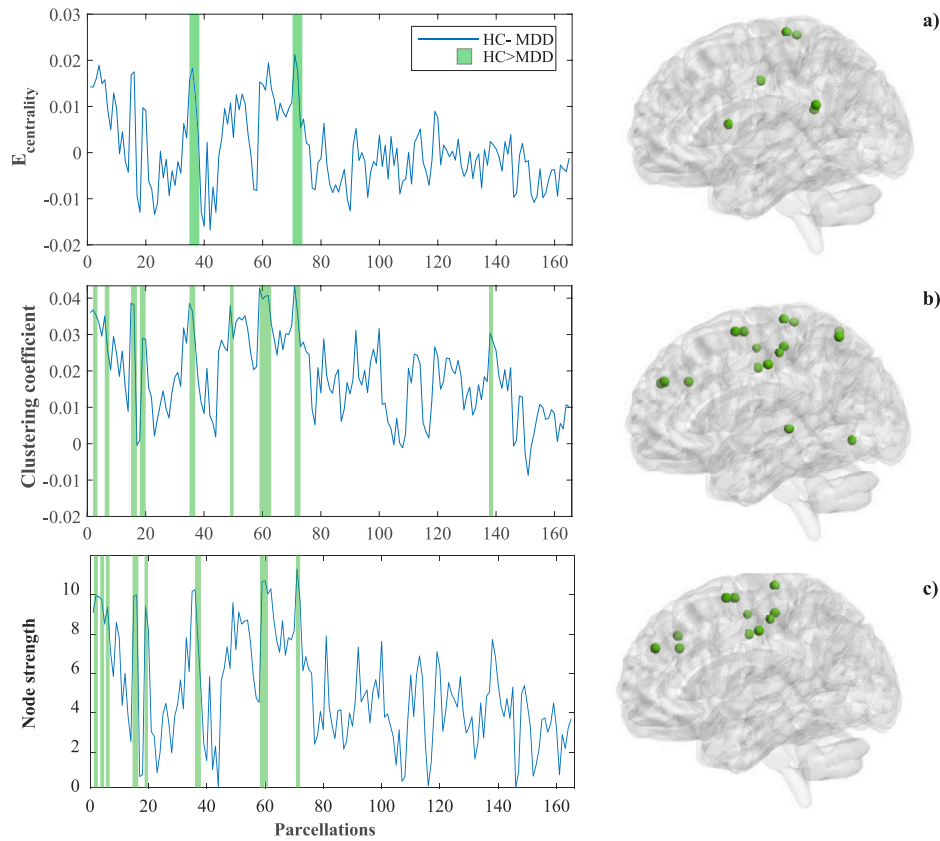 a)
0.03
0.02
0.01
0
-0.01
-0.02
E centrality
HC- MDD
HC>MDD
0 20 40 60 80 100 120 140 160
b)
0.04
0.03
0.02
0.01
0
-0.01
-0.02
Clustering coefficient
0 20 40 60 80 100 120 140 160
c)
10
8
6
4
2
0
Node strength
0 20 40 60 80 100 120 140 160
Parcellations